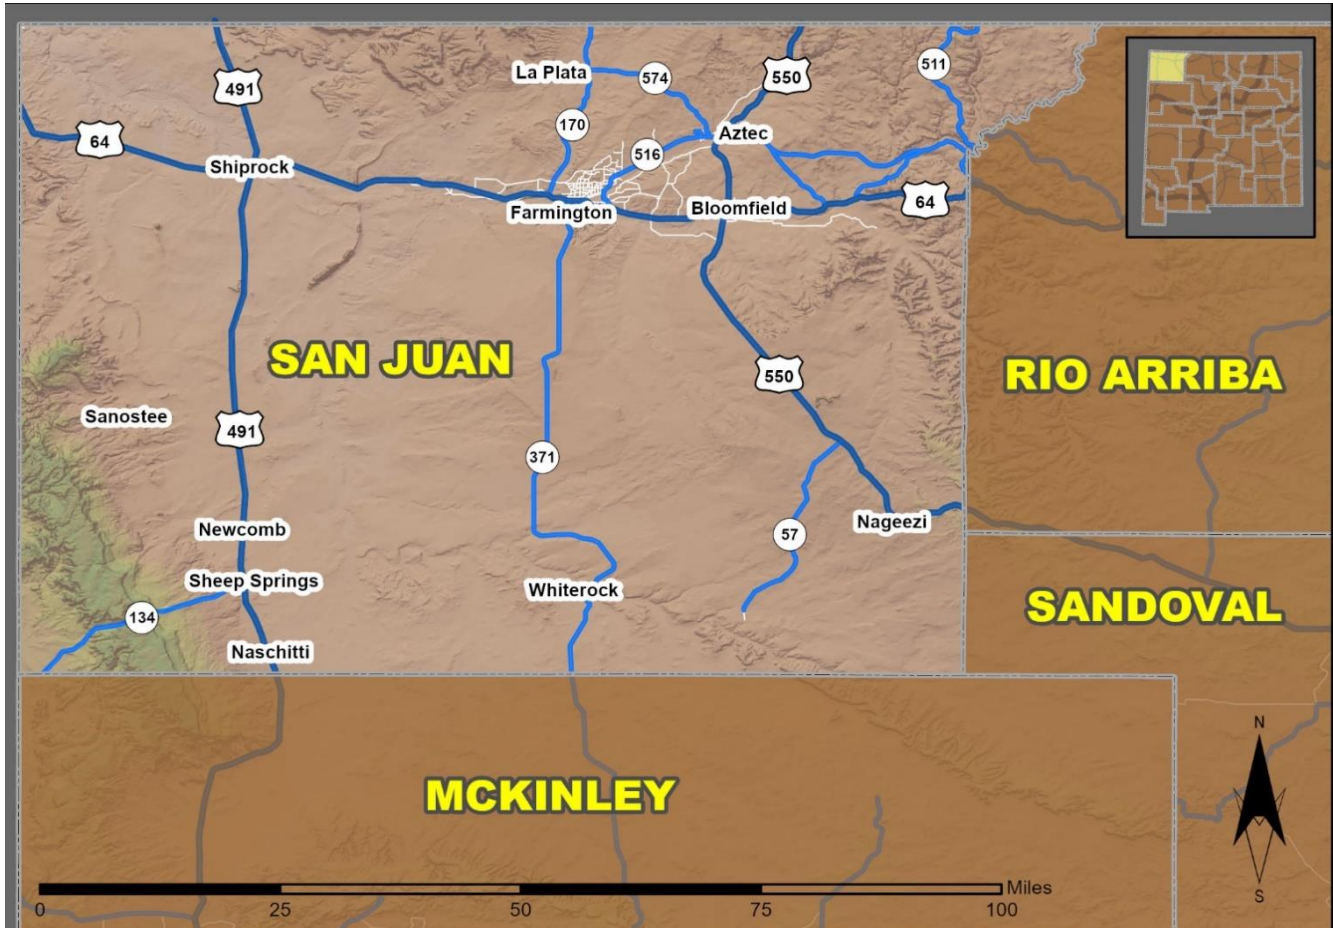 491
64
Shiprock
La Plata
574
550
511
170
516
Aztec
Farmington
Bloomfield
64
SAN JUAN
RIO ARRIBA
550
Sanostee
491
371
Newcomb
Nageezi
57
Sheep Springs
Whiterock
134
SANDOVAL
Naschitti
MCKINLEY
N
S
Miles
0 25 50 75 100